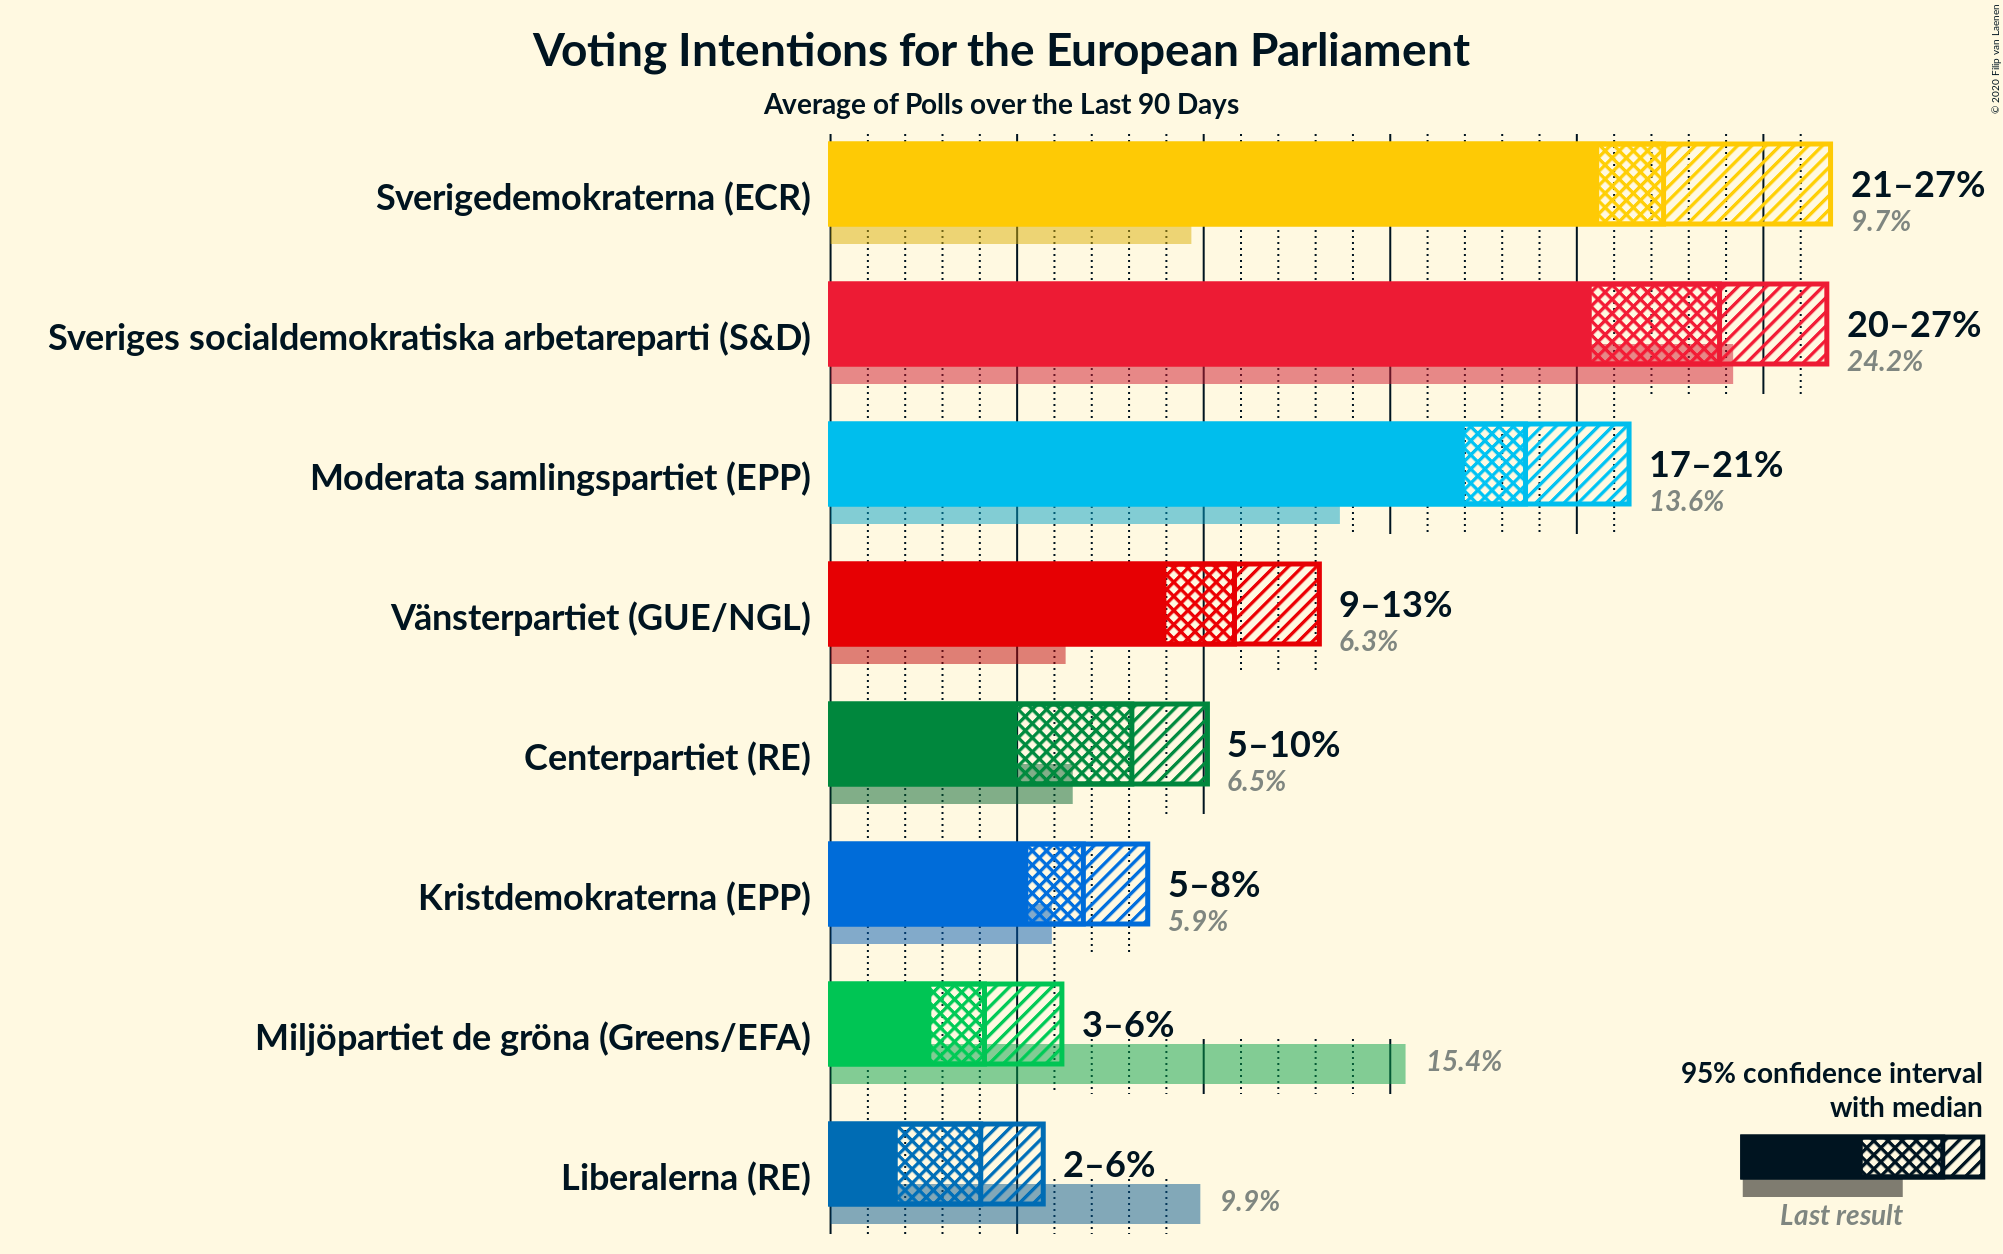 Voting Intentions for the European Parliament
Average of Polls over the Last 90 Days
© 2020 Filip van Laenen
Sverigedemokraterna (ECR)
21–27%
9.7%
Sveriges socialdemokratiska arbetareparti (S&D)
20–27%
24.2%
Moderata samlingspartiet (EPP)
17–21%
13.6%
Vänsterpartiet (GUE/NGL)
9–13%
6.3%
Centerpartiet (RE)
5–10%
6.5%
Kristdemokraterna (EPP)
5–8%
5.9%
Miljöpartiet de gröna (Greens/EFA)
3–6%
15.4%
Liberalerna (RE)
2–6%
9.9%
95% confidence interval
with median
Last result